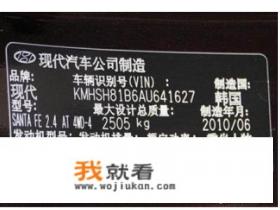 现代汽车公司制造
品牌: 车辆识别号(VIN): 制造国:
现代 KMHSH81B6AU641627 韩国
最大设计总质量: 制造年月:
SANTA FE 2.4 AT 4WD-4 2505 kg 2010/06
我就看
www.wojiukan.com